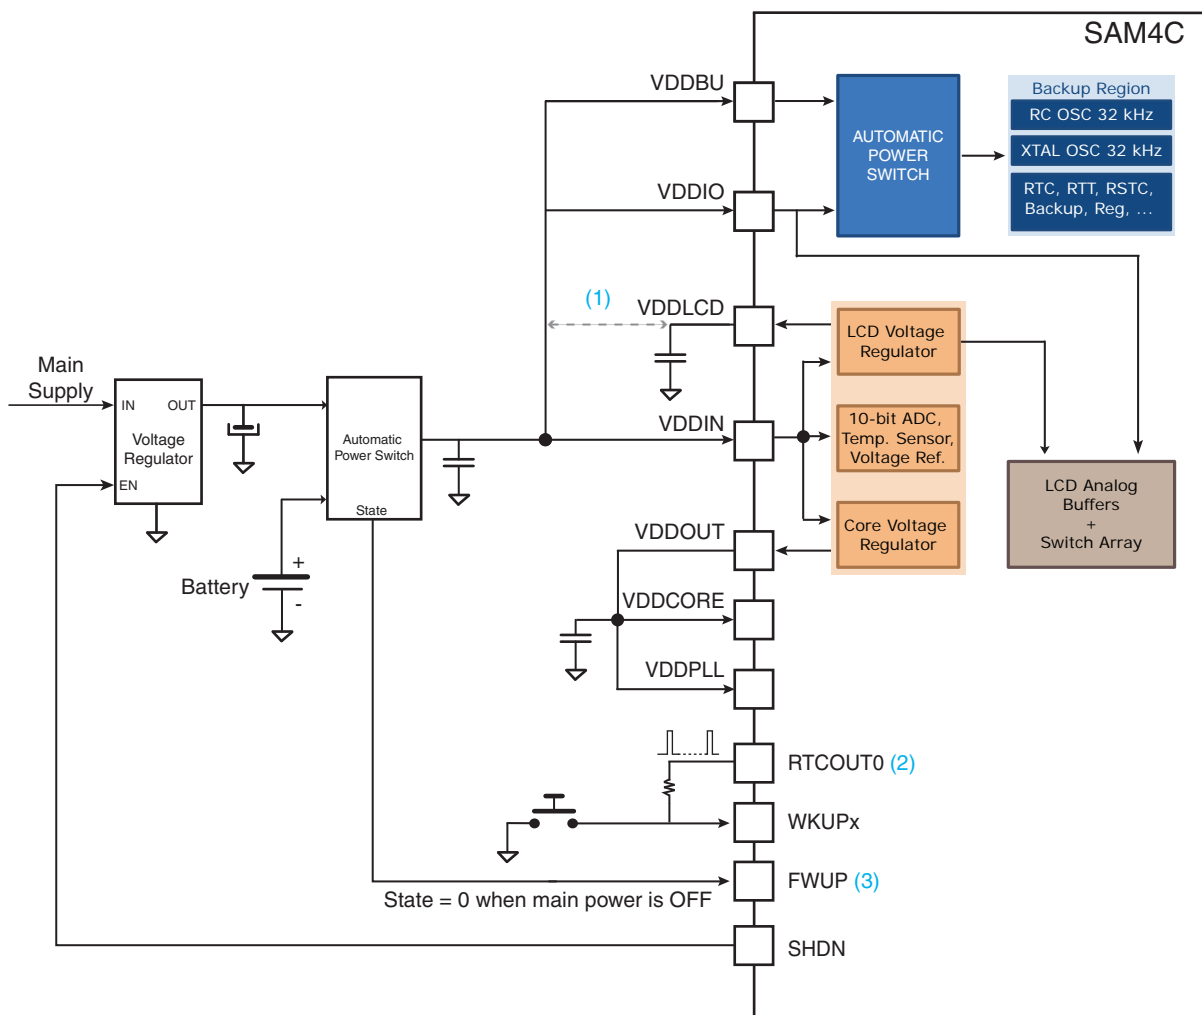 SAM4C
VDDBU
AUTOMATIC
POWER
SWITCH
Backup Region
RC OSC 32 kHz
XTAL OSC 32 kHz
RTC, RTT, RSTC,
Backup, Reg, ...
VDDIO
(1)
VDDLCD
LCD Voltage
Regulator
Main
Supply
IN
OUT
Voltage
Regulator
EN
Automatic
Power Switch
State
VDDIN
10-bit ADC,
Temp. Sensor,
Voltage Ref.
LCD Analog
Buffers
+
Switch Array
VDDOUT
Core Voltage
Regulator
Battery
+
-
VDDCORE
VDDPLL
RTCOUT0 (2)
WKUPx
FWUP (3)
State = 0 when main power is OFF
SHDN